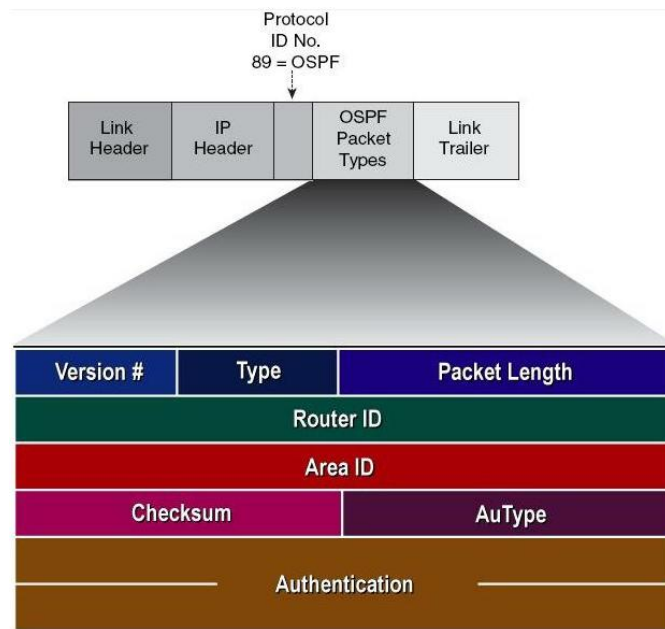 Protocol
ID No.
89 = OSPF
Link
Header
IP
Header
OSPF
Packet
Types
Link
Trailer
Version #
Type
Packet Length
Router ID
Area ID
Checksum
AuType
Authentication